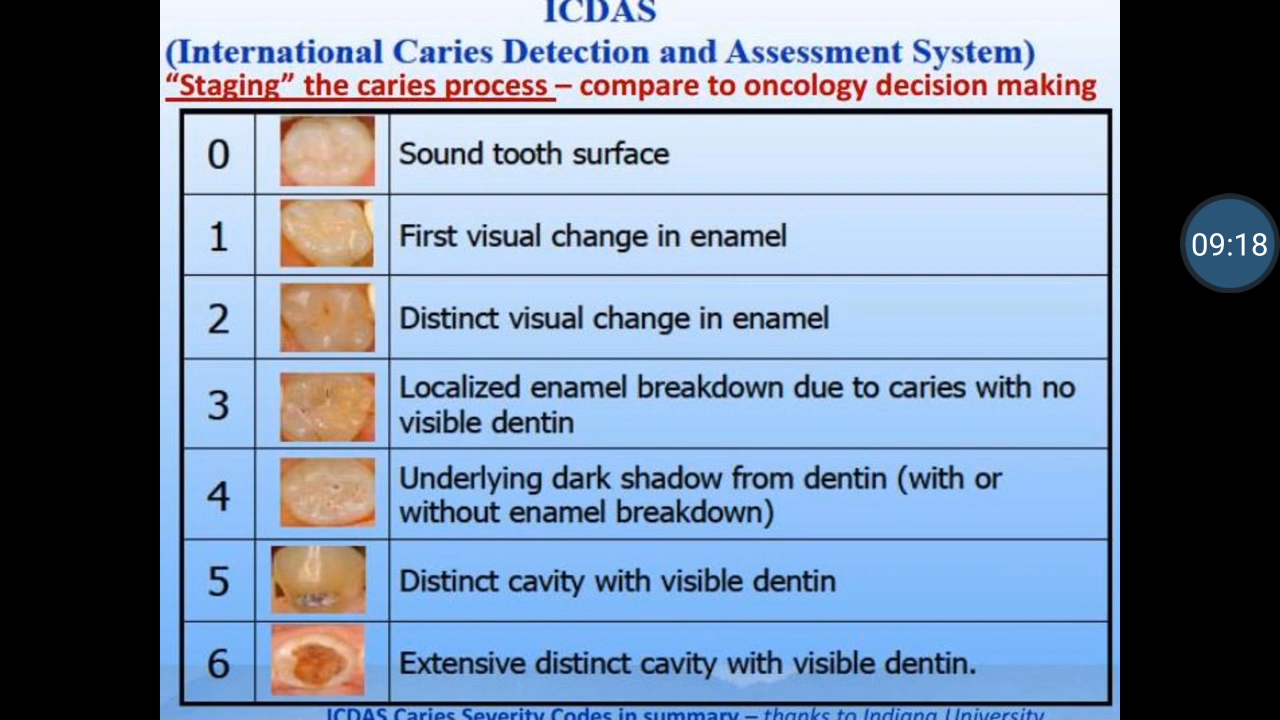 ICDAS
(International Caries Detection and Assessment System)
“Staging” the caries process – compare to oncology decision making
0 Sound tooth surface
1 First visual change in enamel
09:18
2 Distinct visual change in enamel
3 Localized enamel breakdown due to caries with no
visible dentin
4 Underlying dark shadow from dentin (with or
without enamel breakdown)
5 Distinct cavity with visible dentin
6 Extensive distinct cavity with visible dentin.
ICDAS Caries Severity Codes in summary – thanks to Indiana University